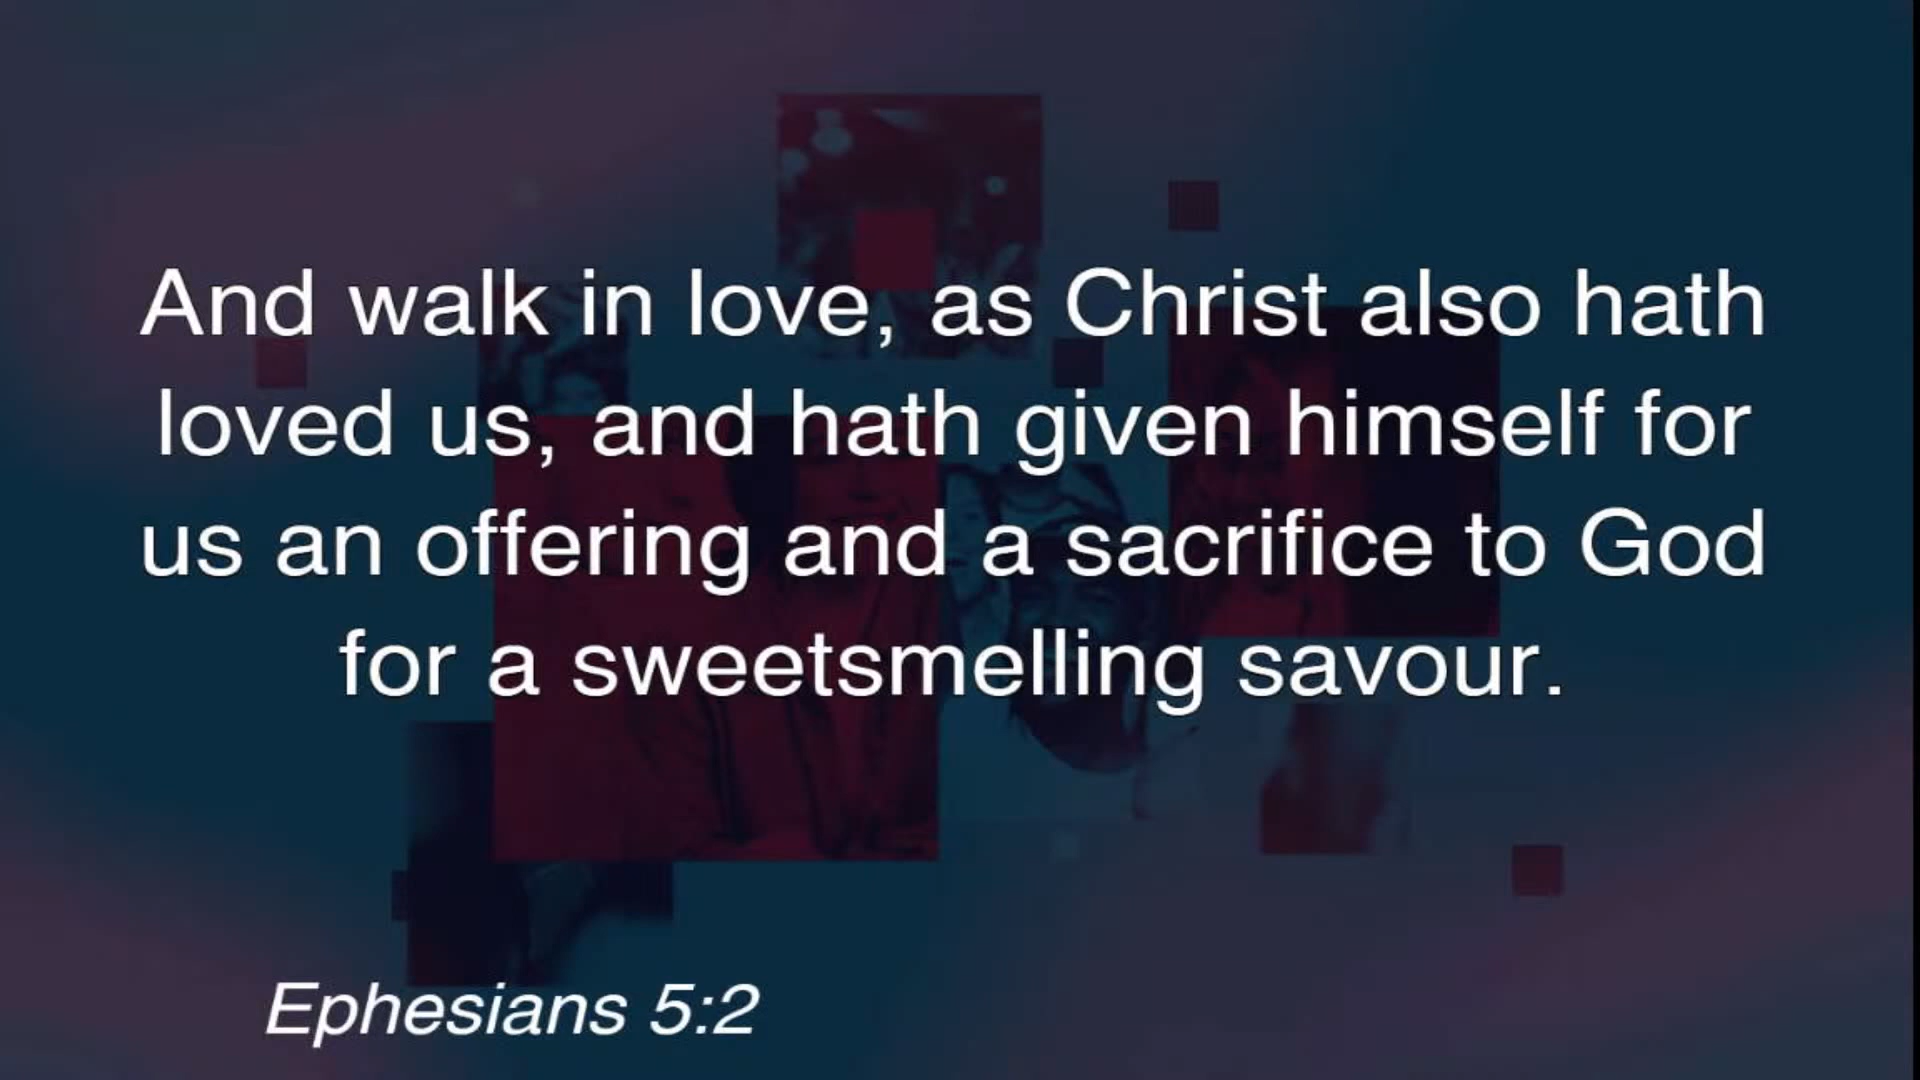 And walk in love, as Christ also hath
loved us, and hath given himself for
us an offering and a sacrifice to God
for a sweetsmelling savour.
Ephesians 5:2